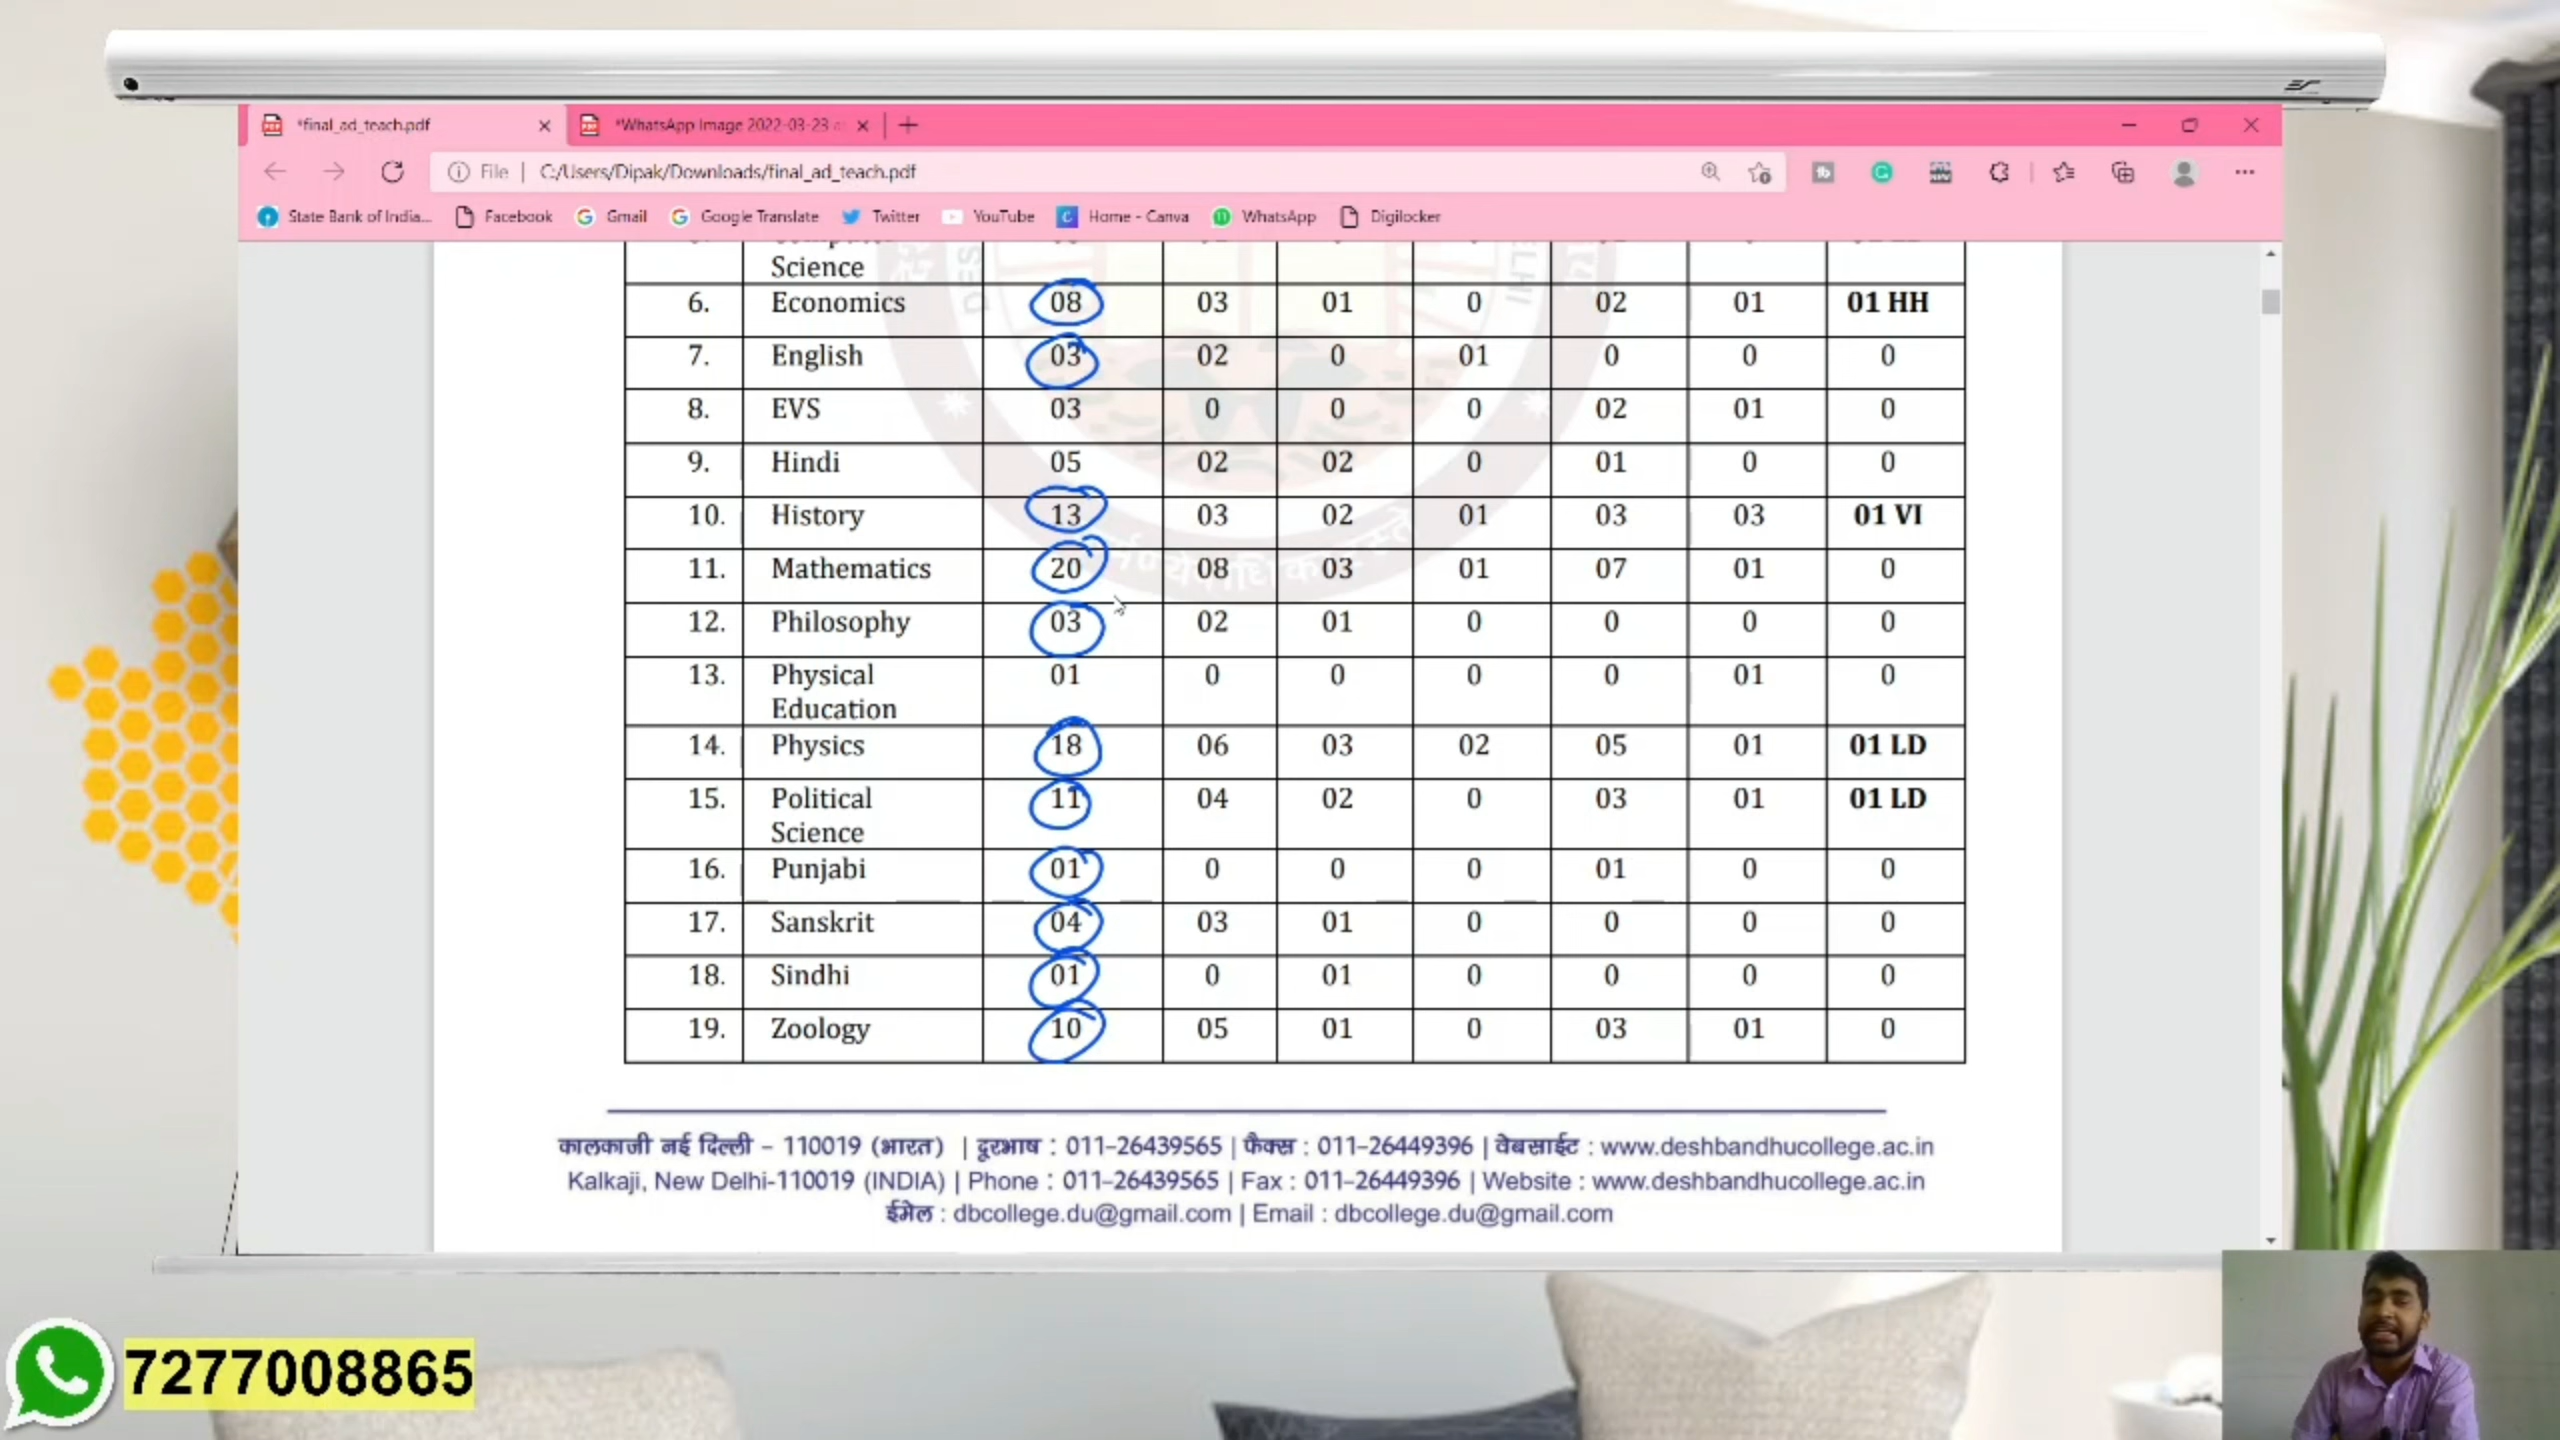 *final_ad_teach.pdf
*WhatsApp Image 2022-03-23
File | C:/Users/Dipak/Downloads/final_ad_teach.pdf
State Bank of India... Facebook Gmail Google Translate Twitter YouTube Home - Canva WhatsApp Digilocker
Science
6. Economics 08 03 01 0 02 01 01 HH
7. English 03 02 0 01 0 0 0
8. EVS 03 0 0 0 02 01 0
9. Hindi 05 02 02 0 01 0 0
10. History 13 03 02 01 03 03 01 VI
11. Mathematics 20 08 03 01 07 01 0
12. Philosophy 03 02 01 0 0 0 0
13. Physical Education 01 0 0 0 0 01 0
14. Physics 18 06 03 02 05 01 01 LD
15. Political Science 11 04 02 0 03 01 01 LD
16. Punjabi 01 0 0 0 01 0 0
17. Sanskrit 04 03 01 0 0 0 0
18. Sindhi 01 0 01 0 0 0 0
19. Zoology 10 05 01 0 03 01 0
कालकाजी नई दिल्ली – 110019 (भारत) | दूरभाष : 011–26439565 | फैक्स : 011–26449396 | वेबसाईट : www.deshbandhucollege.ac.in
Kalkaji, New Delhi-110019 (INDIA) | Phone : 011–26439565 | Fax : 011–26449396 | Website : www.deshbandhucollege.ac.in
ईमेल : dbcollege.du@gmail.com | Email : dbcollege.du@gmail.com
7277008865